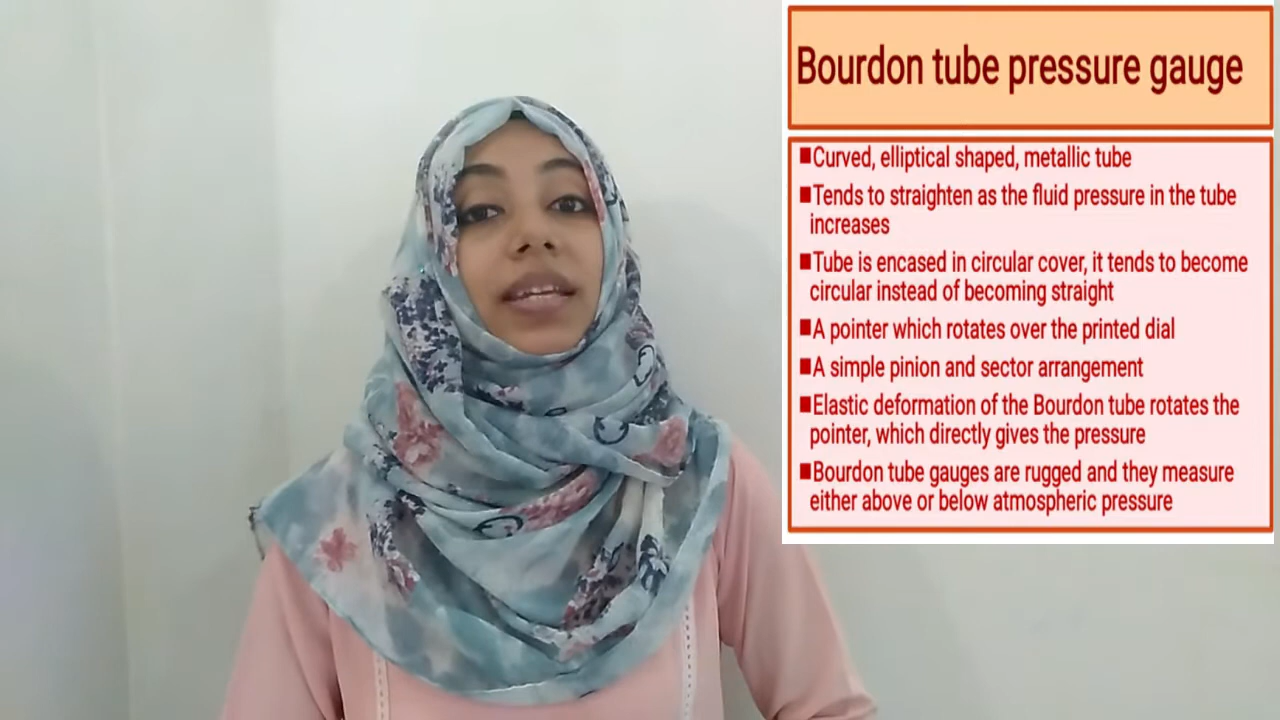 Bourdon tube pressure gauge
■Curved, elliptical shaped, metallic tube
■Tends to straighten as the fluid pressure in the tube
increases
■Tube is encased in circular cover, it tends to become
circular instead of becoming straight
■A pointer which rotates over the printed dial
■A simple pinion and sector arrangement
■Elastic deformation of the Bourdon tube rotates the
pointer, which directly gives the pressure
■Bourdon tube gauges are rugged and they measure
either above or below atmospheric pressure